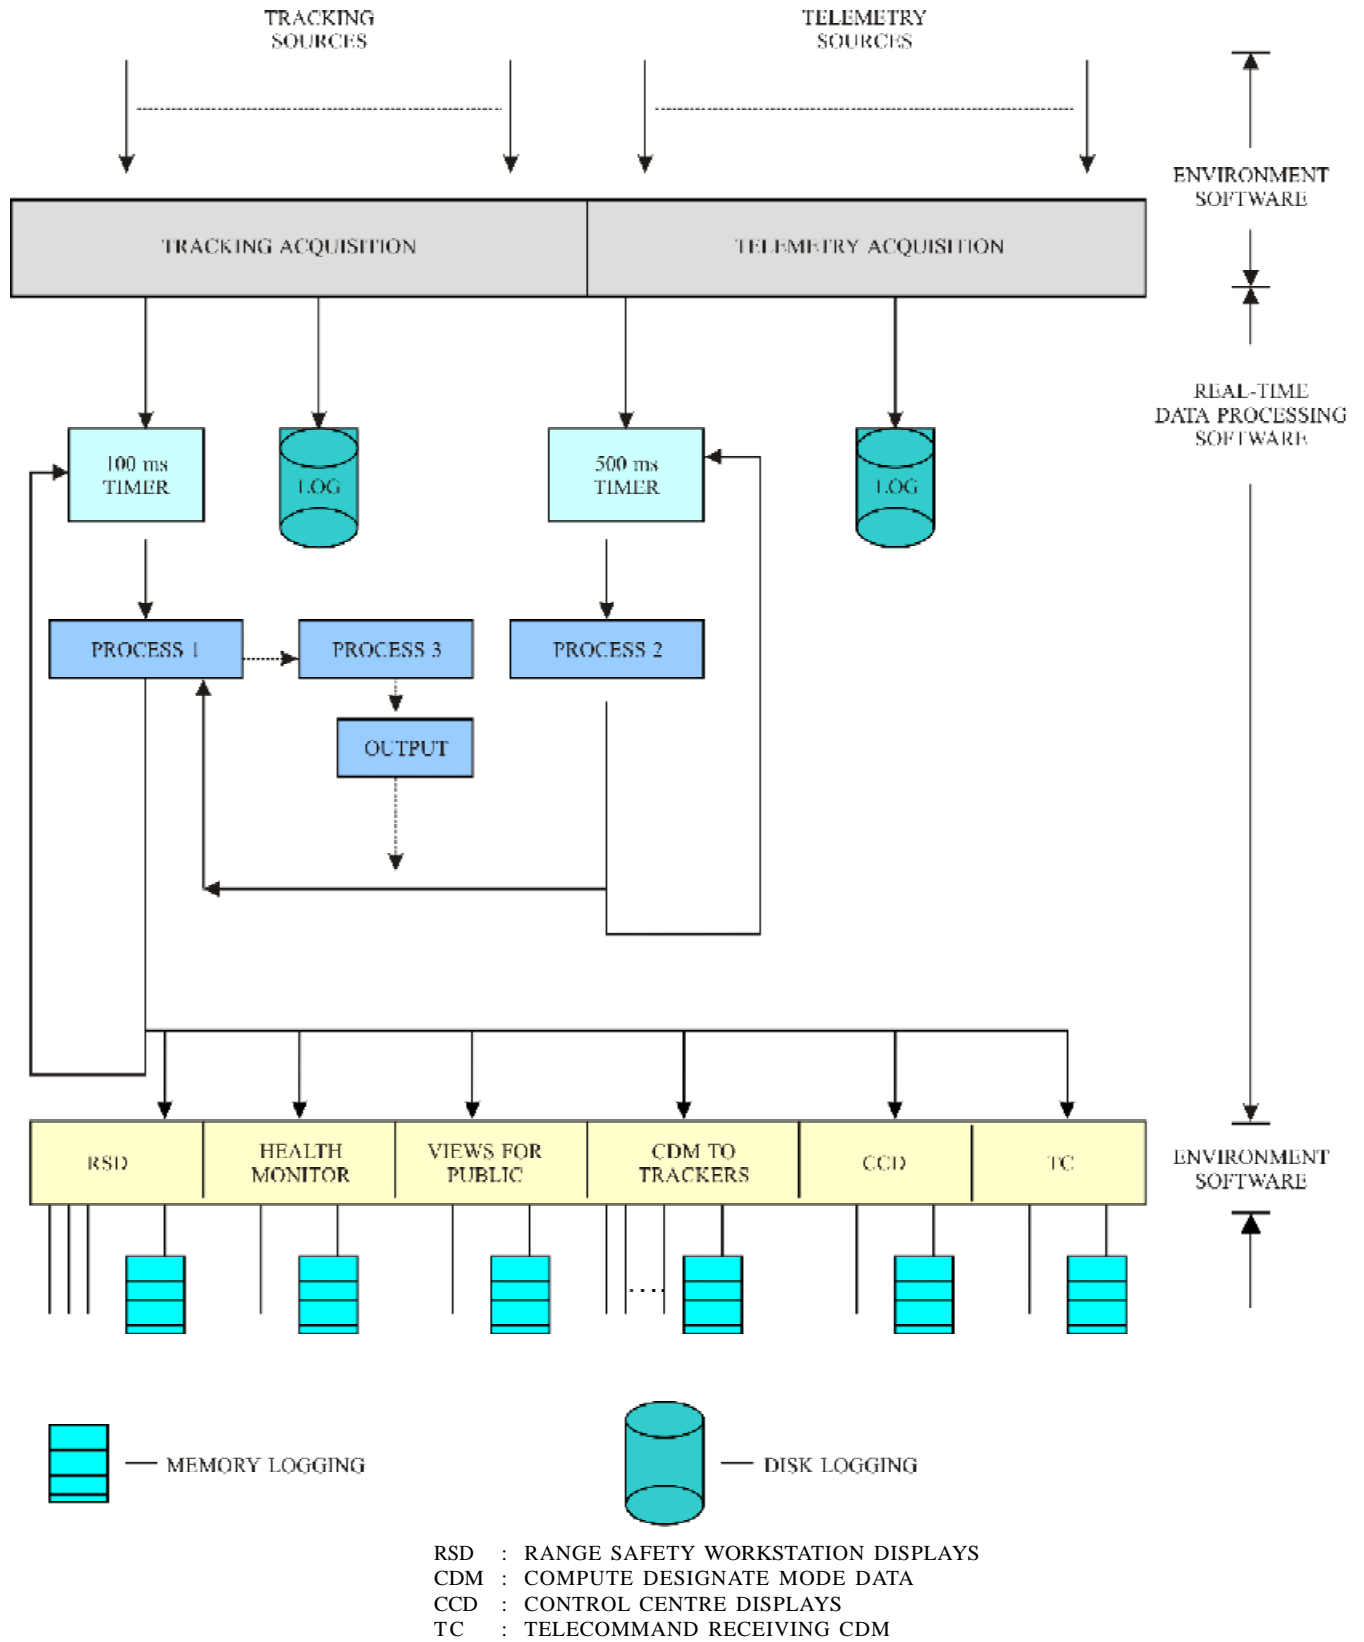 TRACKING
SOURCES
TELEMETRY
SOURCES
ENVIRONMENT
SOFTWARE
TRACKING ACQUISITION
TELEMETRY ACQUISITION
REAL-TIME
DATA PROCESSING
SOFTWARE
100 ms
TIMER
LOG
500 ms
TIMER
LOG
PROCESS 1
PROCESS 3
PROCESS 2
OUTPUT
RSD
HEALTH
MONITOR
VIEWS FOR
PUBLIC
CDM TO
TRACKERS
CCD
TC
ENVIRONMENT
SOFTWARE
MEMORY LOGGING
DISK LOGGING
RSD : RANGE SAFETY WORKSTATION DISPLAYS
CDM : COMPUTE DESIGNATE MODE DATA
CCD : CONTROL CENTRE DISPLAYS
TC : TELECOMMAND RECEIVING CDM